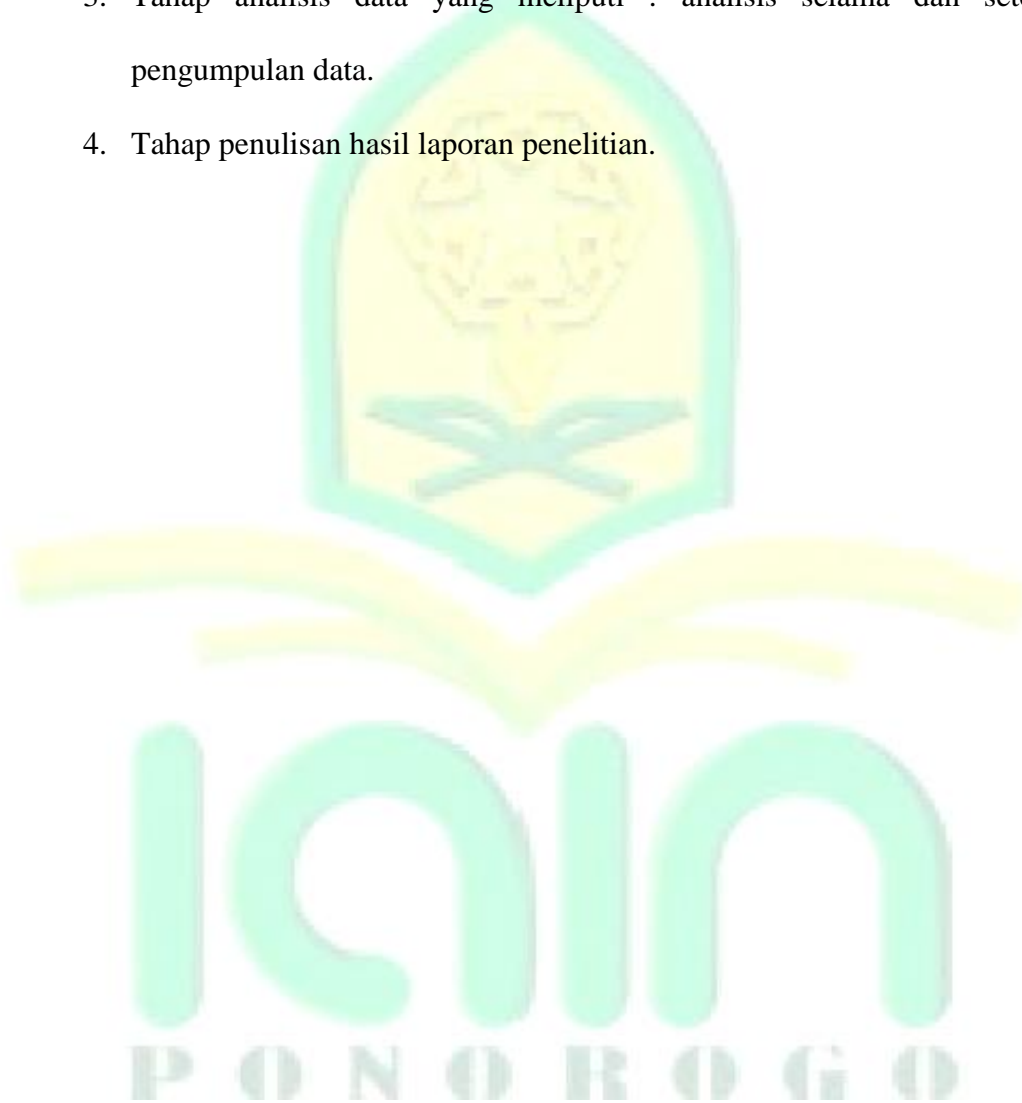 3. Tahap analisis data yang meliputi : analisis selama dan
pengumpulan data.
4. Tahap penulisan hasil laporan penelitian.
iain
PONOROGO